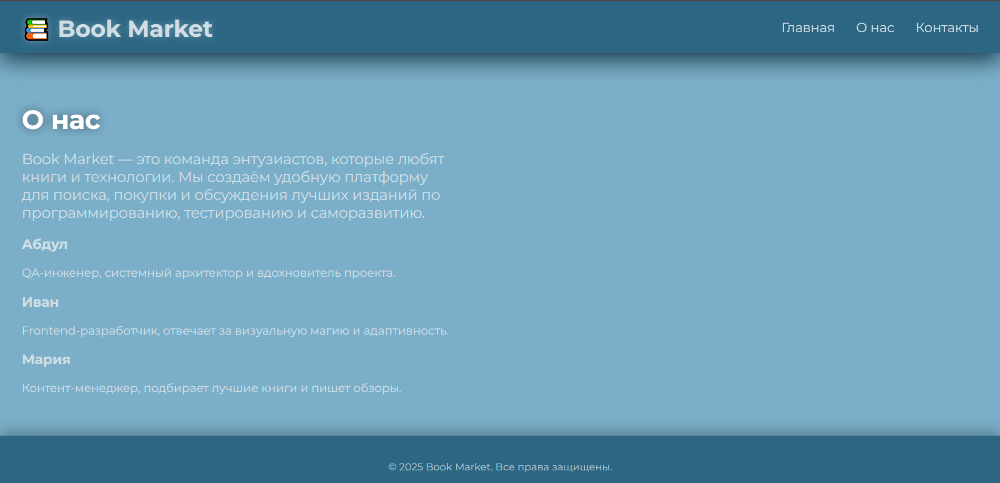 Book Market
Главная
О нас
Контакты
О нас
Book Market — это команда энтузиастов, которые любят
книги и технологии. Мы создаём удобную платформу
для поиска, покупки и обсуждения лучших изданий по
программированию, тестированию и саморазвитию.
Абдул
QA-инженер, системный архитектор и вдохновитель проекта.
Иван
Frontend-разработчик, отвечает за визуальную магию и адаптивность.
Мария
Контент-менеджер, подбирает лучшие книги и пишет обзоры.
© 2025 Book Market. Все права защищены.